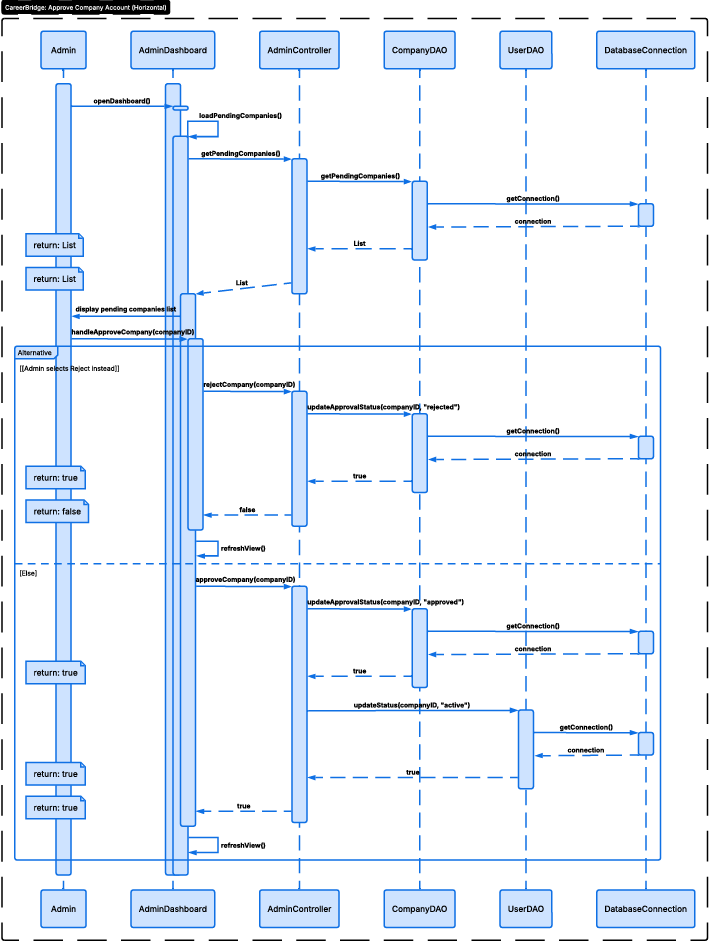 CareerBridge: Approve Company Account (Horizontal)
Admin
AdminDashboard
AdminController
CompanyDAO
UserDAO
DatabaseConnection
openDashboard()
loadPendingCompanies()
getPendingCompanies()
getPendingCompanies()
getConnection()
connection
return: List
List
return: List
List
display pending companies list
handleApproveCompany(companyID)
Alternative
[[Admin selects Reject instead]]
rejectCompany(companyID)
updateApprovalStatus(companyID, "rejected")
getConnection()
connection
return: true
true
return: false
false
refreshView()
[Else]
approveCompany(companyID)
updateApprovalStatus(companyID, "approved")
getConnection()
connection
return: true
true
updateStatus(companyID, "active")
getConnection()
connection
return: true
true
return: true
true
refreshView()
Admin
AdminDashboard
AdminController
CompanyDAO
UserDAO
DatabaseConnection